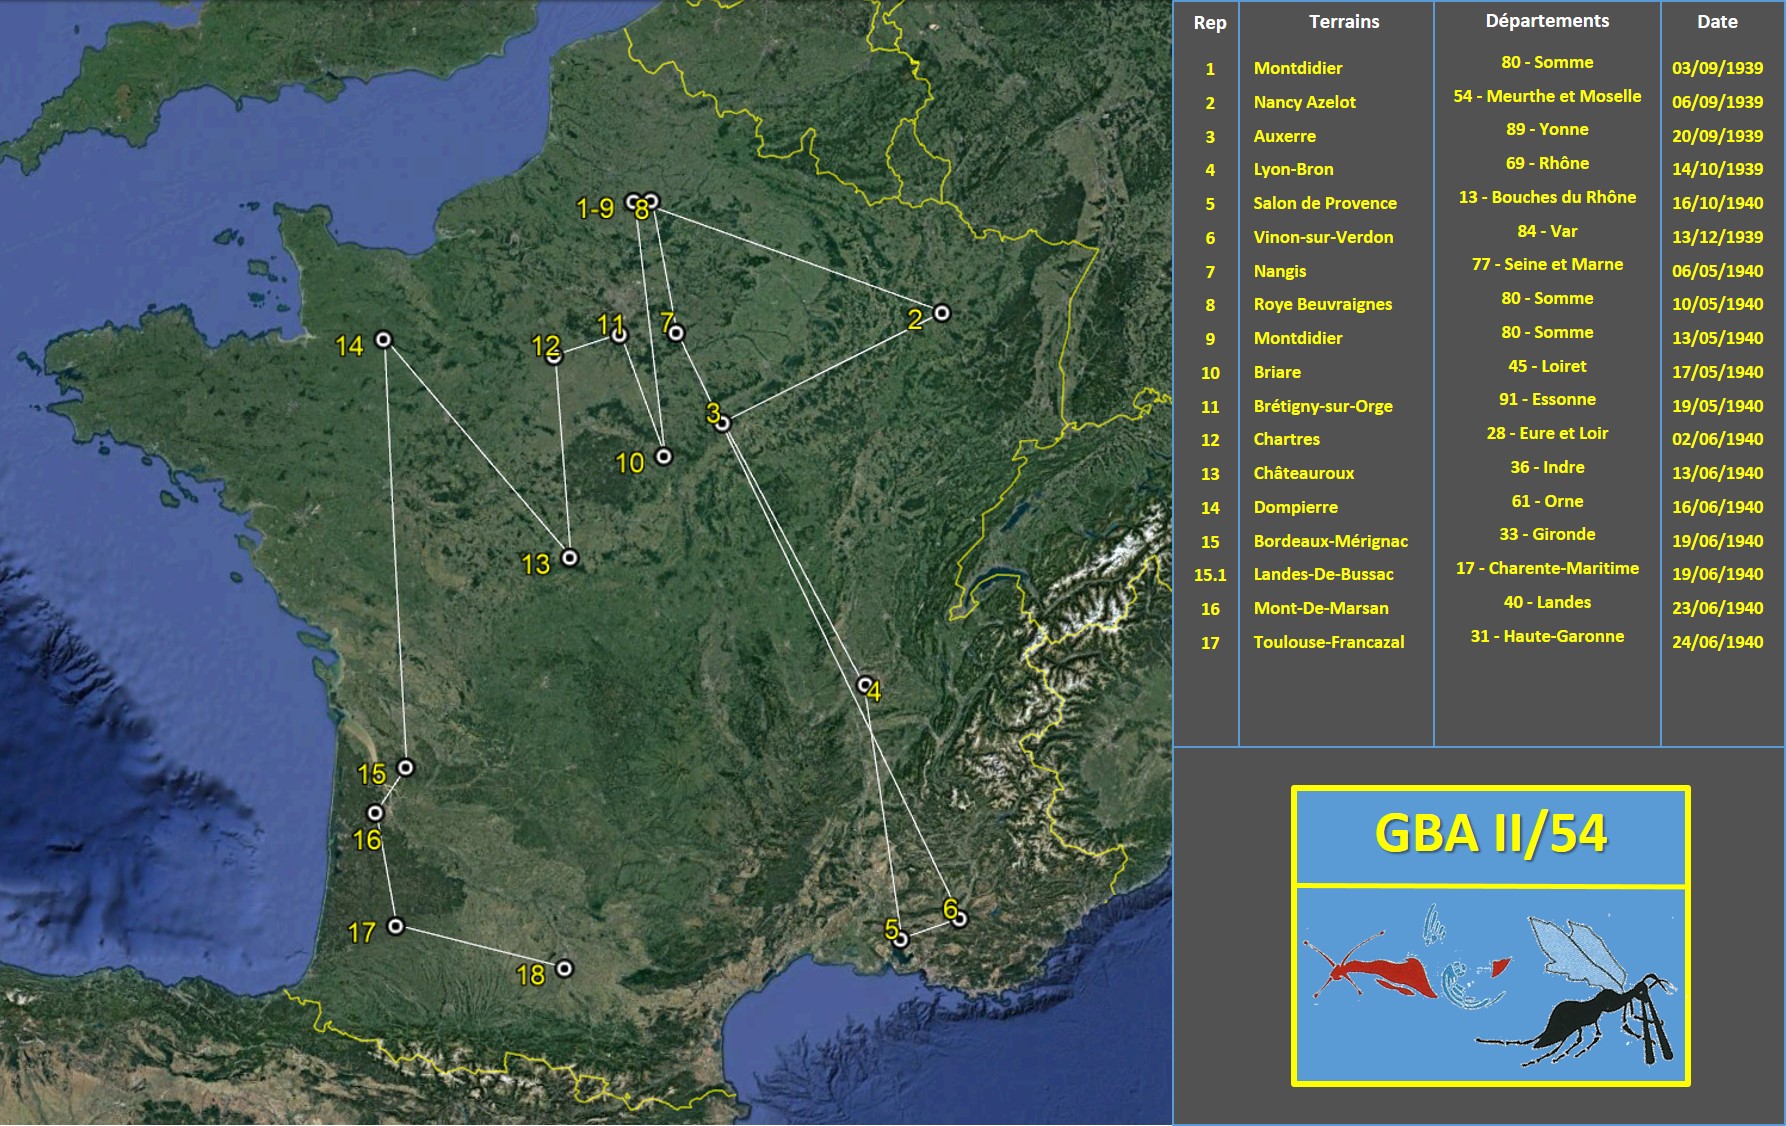 Rep Terrains Départements Date
1 Montdidier 80 - Somme 03/09/1939
2 Nancy Azelot 54 - Meurthe et Moselle 06/09/1939
3 Auxerre 89 - Yonne 20/09/1939
4 Lyon-Bron 69 - Rhône 14/10/1939
5 Salon de Provence 13 - Bouches du Rhône 16/10/1940
6 Vinon-sur-Verdon 84 - Var 13/12/1939
7 Nangis 77 - Seine et Marne 06/05/1940
8 Roye Beuvraignes 80 - Somme 10/05/1940
9 Montdidier 80 - Somme 13/05/1940
10 Briare 45 - Loiret 17/05/1940
11 Brétigny-sur-Orge 91 - Essonne 19/05/1940
12 Chartres 28 - Eure et Loir 02/06/1940
13 Châteauroux 36 - Indre 13/06/1940
14 Dompierre 61 - Orne 16/06/1940
15 Bordeaux-Mérignac 33 - Gironde 19/06/1940
15.1 Landes-De-Bussac 17 - Charente-Maritime 19/06/1940
16 Mont-De-Marsan 40 - Landes 23/06/1940
17 Toulouse-Francazal 31 - Haute-Garonne 24/06/1940
GBA II/54
1-9
8
2
11
7
12
14
3
10
13
4
15
16
6
5
17
18